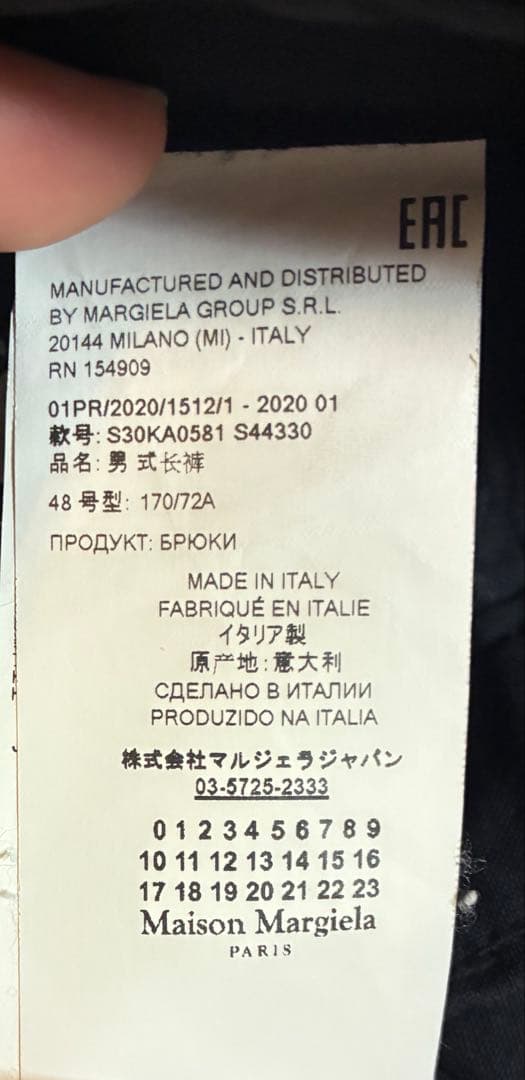 EAC
MANUFACTURED AND DISTRIBUTED
BY MARGIELA GROUP S.R.L.
20144 MILANO (MI) - ITALY
RN 154909
01PR/2020/1512/1 - 2020 01
款号: S30KA0581 S44330
品名: 男 式长裤
48 号型: 170/72A
ПРОДУКТ: БРЮКИ
MADE IN ITALY
FABRIQUÉ EN ITALIE
イタリア製
原产地:意大利
СДЕЛАНО В ИТАЛИИ
PRODUZIDO NA ITALIA
株式会社マルジェラジャパン
03-5725-2333
0 1 2 3 4 5 6 7 8 9
10 11 12 13 14 15 16
17 18 19 20 21 22 23
Maison Margiela
PARIS